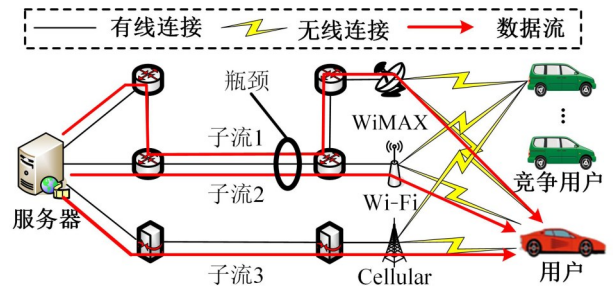 有线连接 无线连接 数据流
瓶颈
子流1
WiMAX
子流2
Wi-Fi
竞争用户
服务器
子流3
Cellular
用户